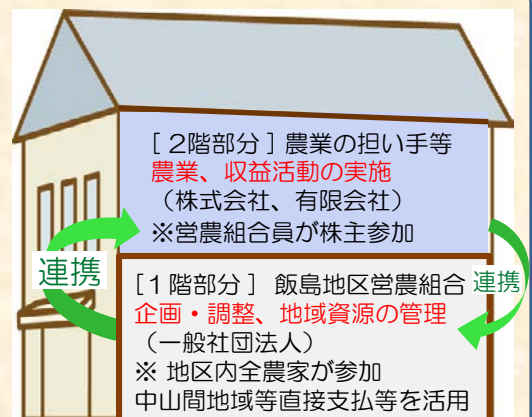 [ 2階部分 ] 農業の担い手等
農業、収益活動の実施
（株式会社、有限会社）
※営農組合員が株主参加
連携
連携
[ 1 階部分 ] 飯島地区営農組合
企画・調整、地域資源の管理
（一般社団法人）
※ 地区内全農家が参加
中山間地域等直接支払等を活用